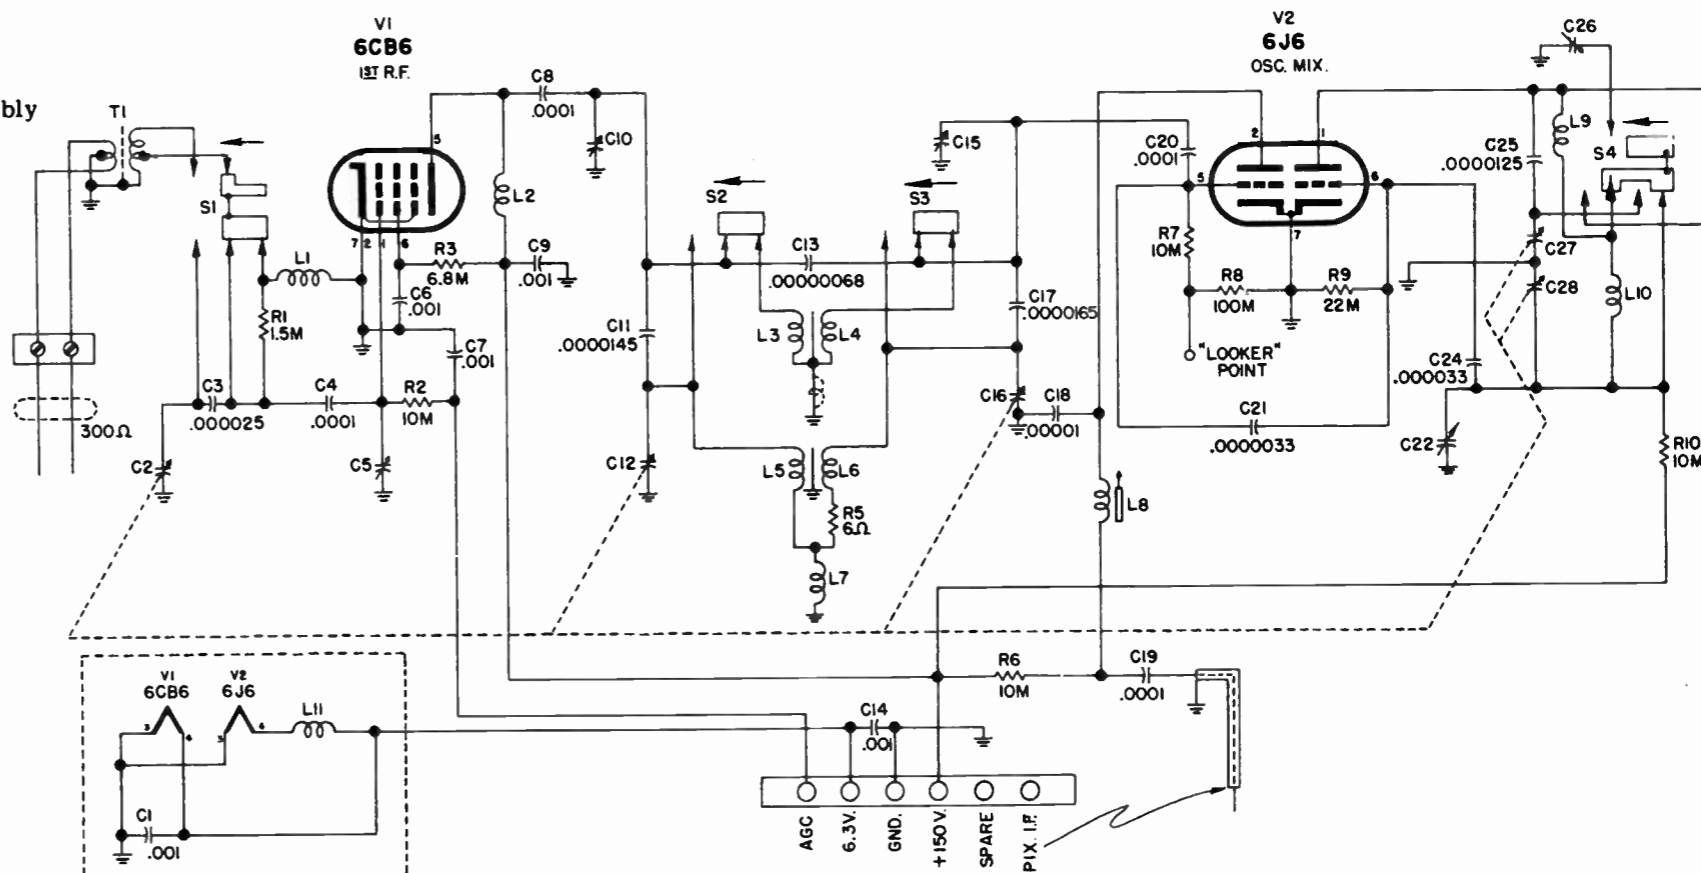 bly
T1
S1
V1
6CB6
1ST R.F.
5
7 2 1 6
L1
R1
1.5M
300Ω
C2
C3
.000025
C4
.0001
C5
R2
10M
C6
.001
C7
.001
R3
6.8M
L2
C8
.0001
C9
.001
C10
C11
.0000145
C12
S2
S3
C13
.00000068
L3
L4
L5
L6
R5
6Ω
L7
C15
C17
.0000165
C16
C18
.00001
L8
V2
6J6
OSC. MIX.
2
1
5
6
7
C20
.0001
R7
10M
R8
100M
R9
22M
"LOOKER"
POINT
C21
.0000033
C24
.000033
C22
C25
.0000125
C26
L9
S4
C27
C28
L10
R10
10M
V1
6CB6
V2
6J6
3
4
3
4
L11
C1
.001
C14
.001
R6
10M
C19
.0001
AGC
6.3V.
GND.
+150V.
SPARE
PIX. I.F.